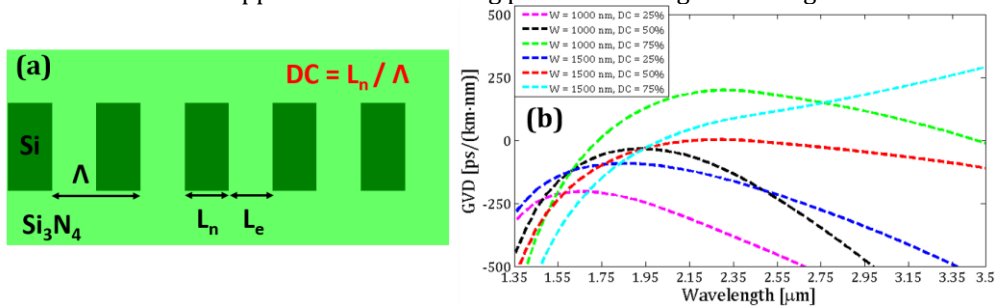 (a)
DC = Ln / Λ
Si
Λ
Si3N4
Ln
Le
W = 1000 nm, DC = 25%
W = 1000 nm, DC = 50%
W = 1000 nm, DC = 75%
W = 1500 nm, DC = 25%
W = 1500 nm, DC = 50%
W = 1500 nm, DC = 75%
(b)
GVD [ps/(km·nm)]
500
250
0
-250
-500
1.35
1.55
1.75
1.95
2.15
2.35
2.55
2.75
2.95
3.15
3.35
3.5
Wavelength [μm]